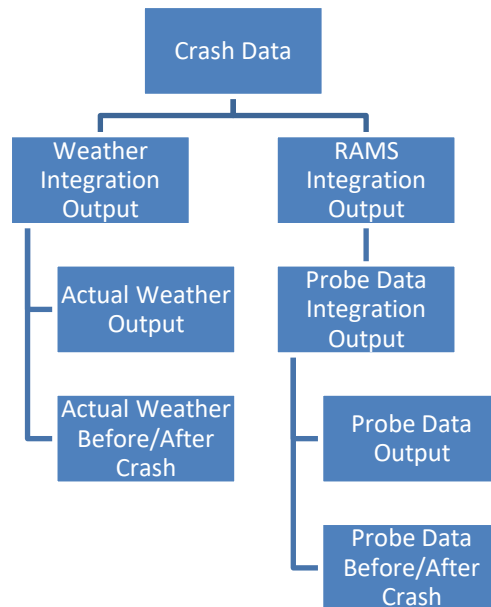 Crash Data
Weather
Integration
Output
RAMS
Integration
Output
Actual Weather
Output
Probe Data
Integration
Output
Actual Weather
Before/After
Crash
Probe Data
Output
Probe Data
Before/After
Crash